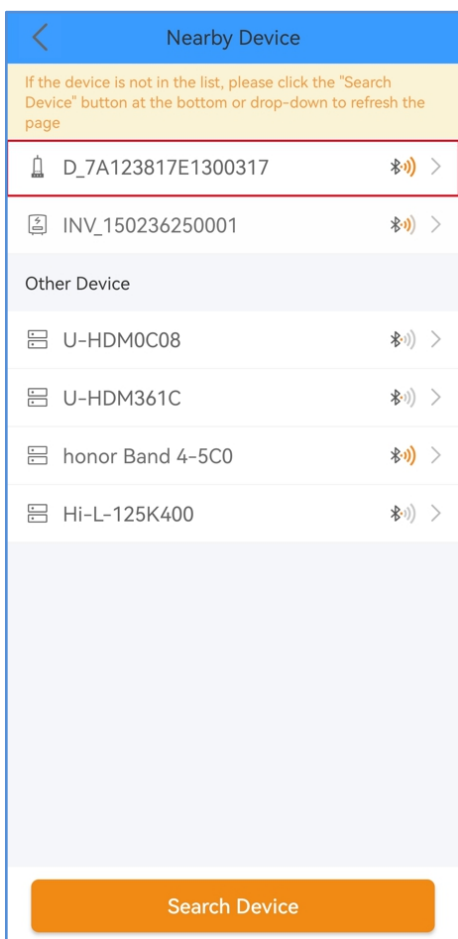 Nearby Device
If the device is not in the list, please click the "Search
Device" button at the bottom or drop-down to refresh the
page
D_7A123817E1300317
INV_150236250001
Other Device
U-HDM0C08
U-HDM361C
honor Band 4-5C0
Hi-L-125K400
Search Device